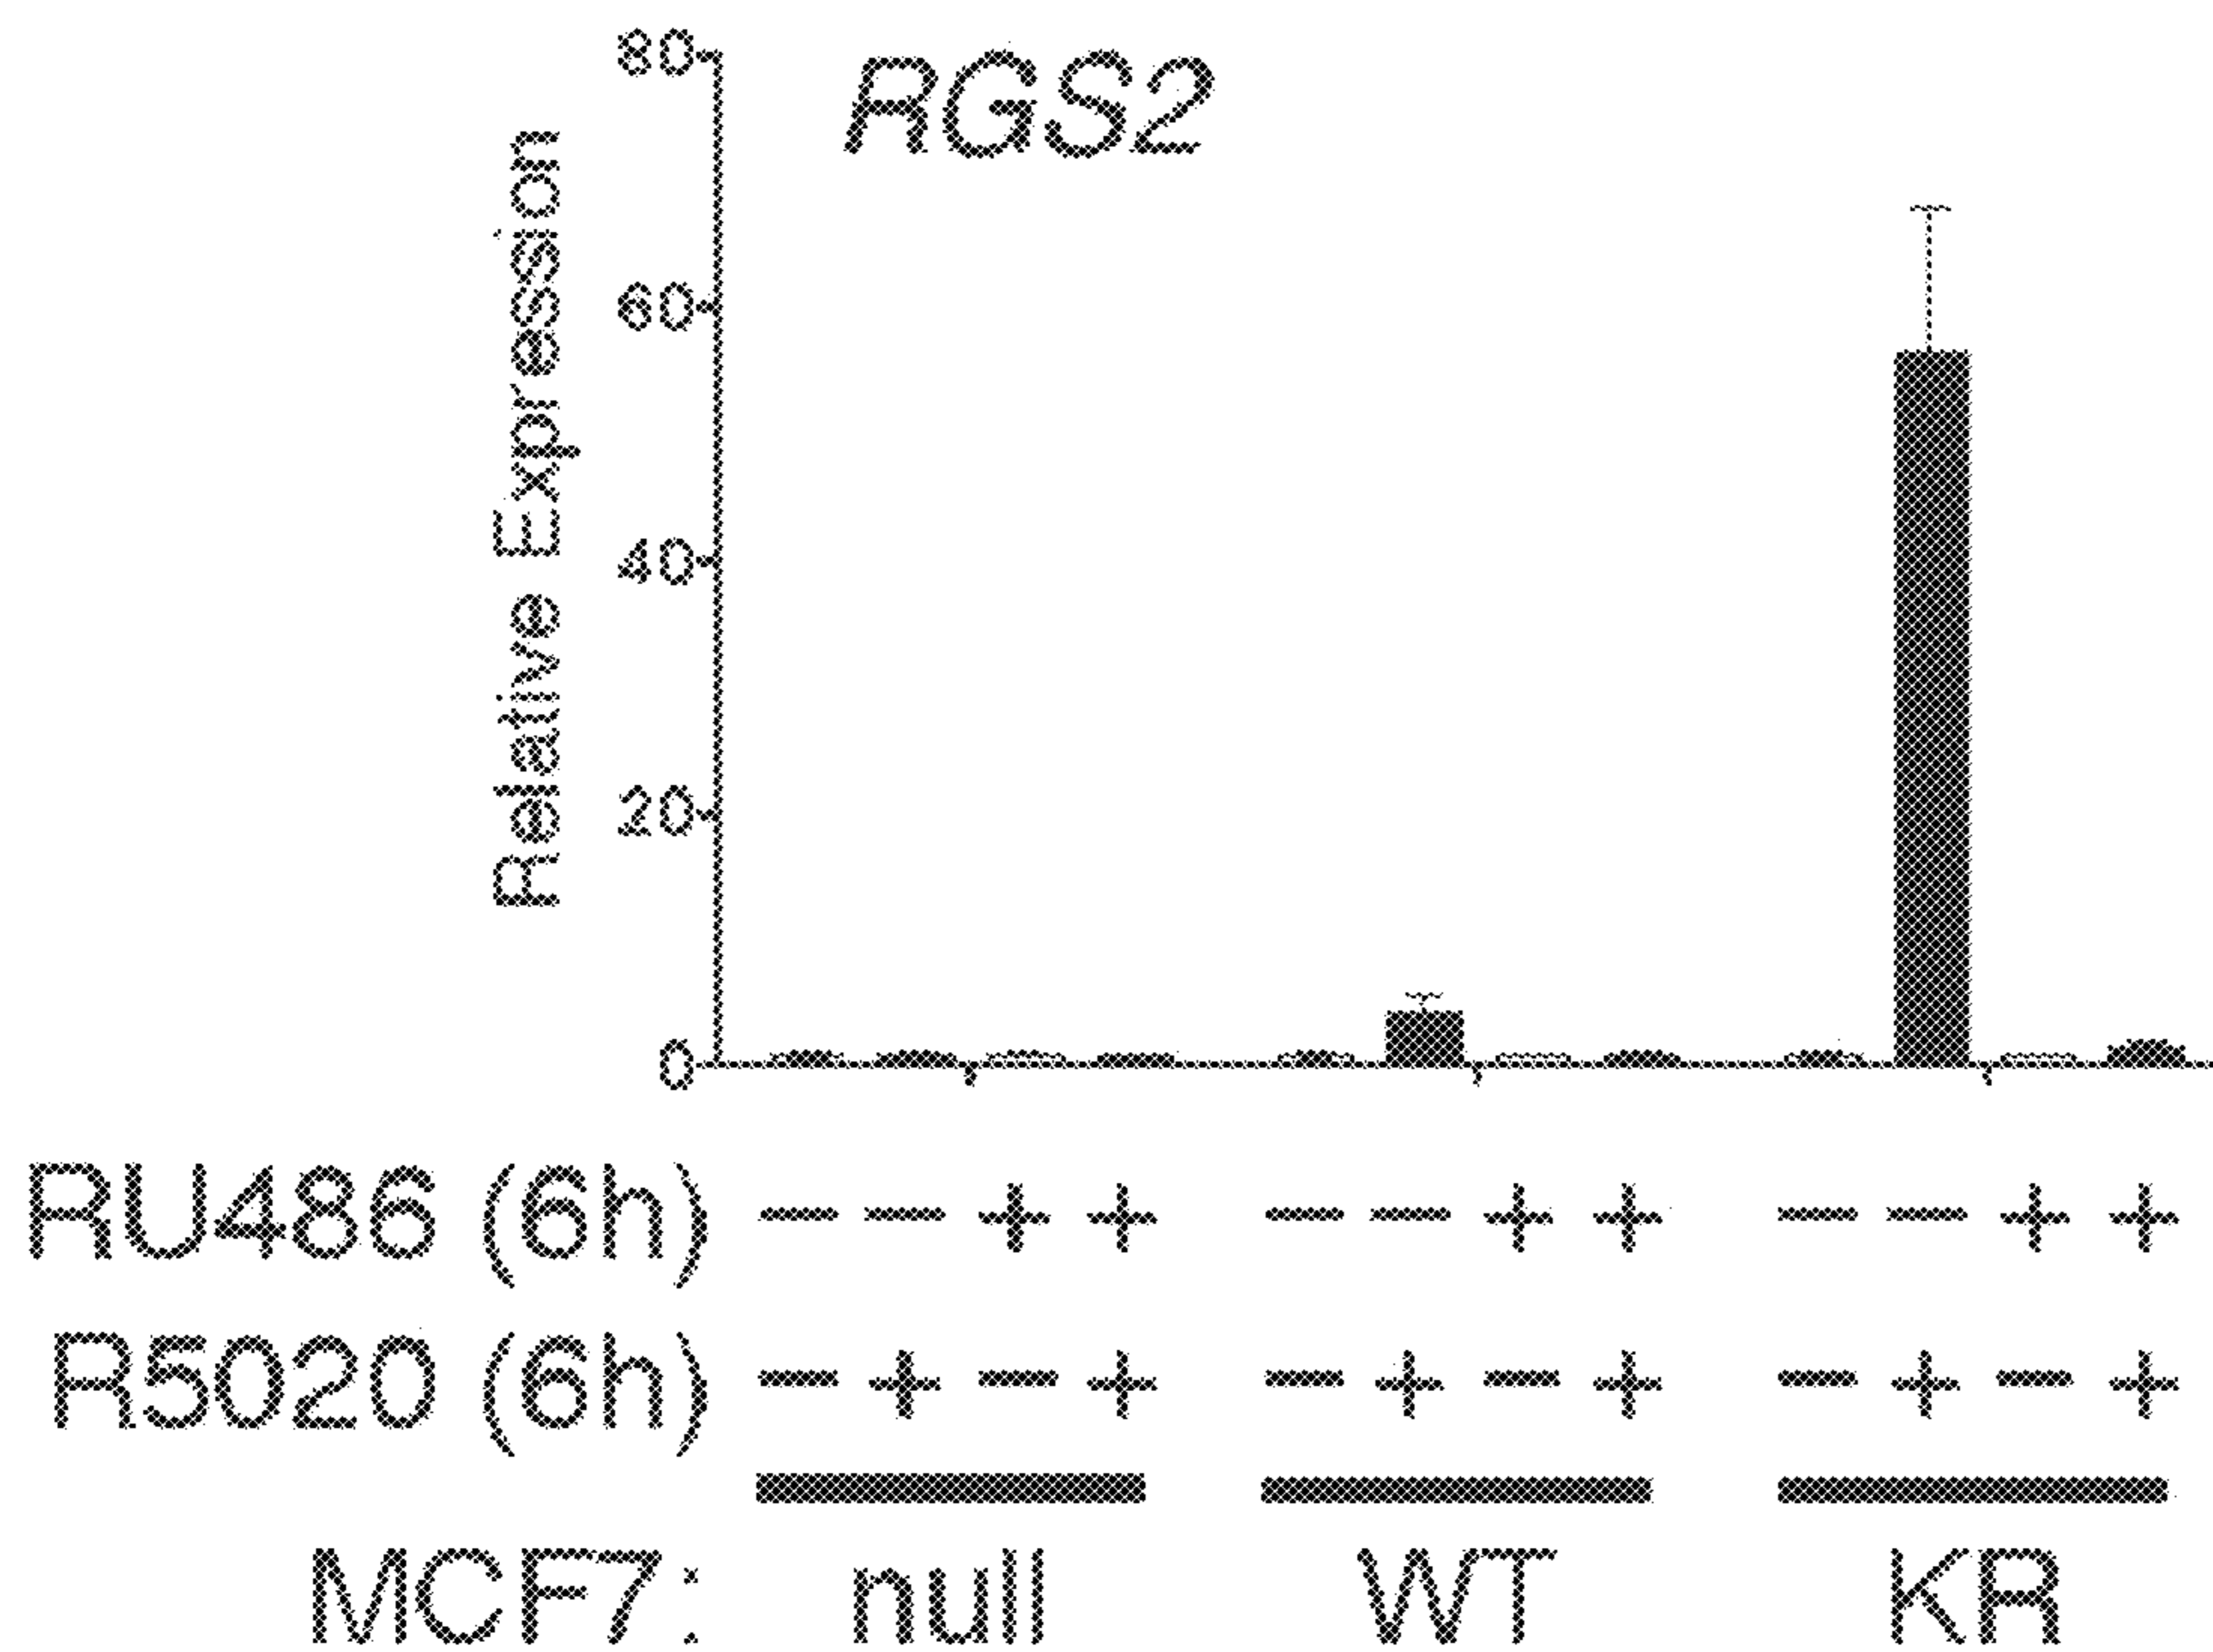 RGS2
Relative Expression
80
60
40
20
0
RU486 (6h) — — + + — — + + — — + +
R5020 (6h) — + — + — + — + — + — +
MCF7: null WT KR